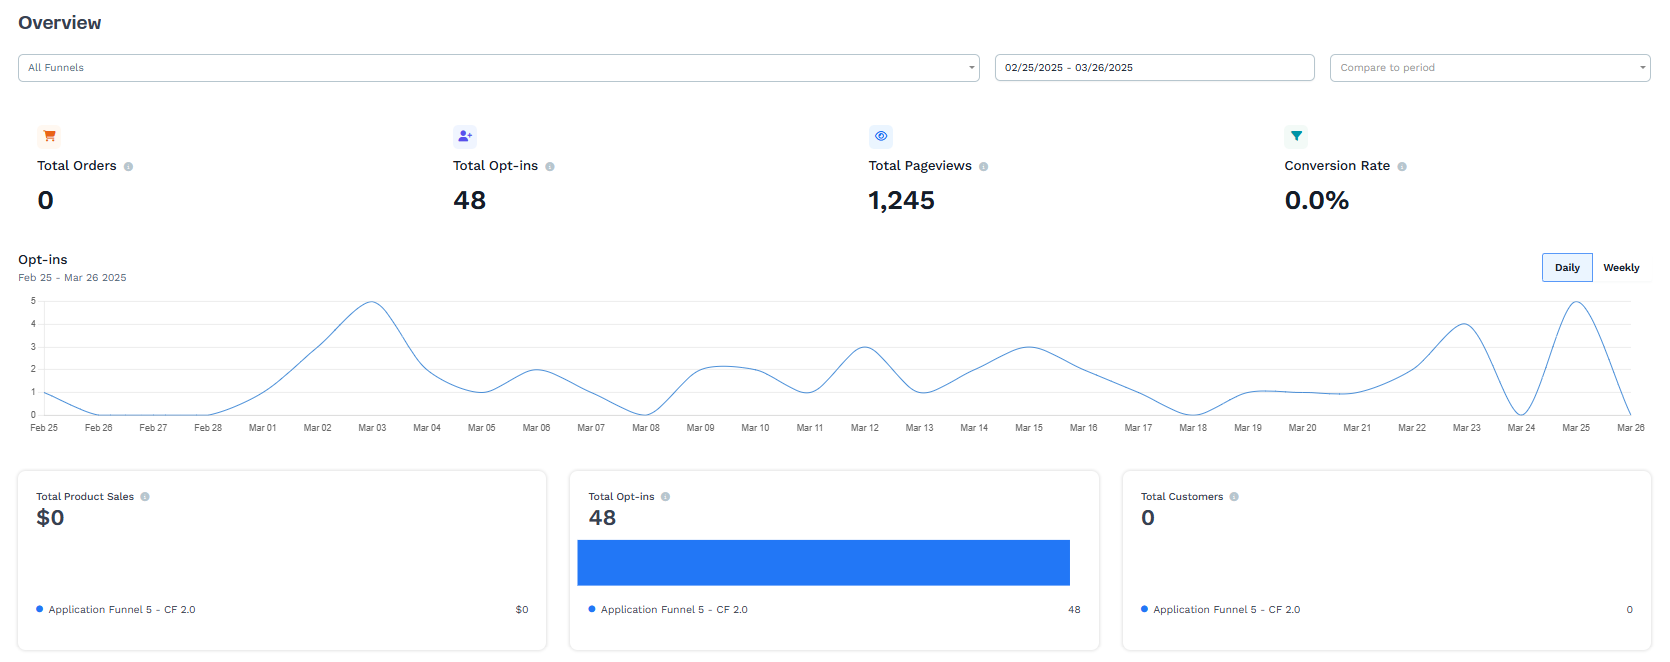 Overview
All Funnels
02/25/2025 - 03/26/2025
Compare to period
Total Orders
0
Total Opt-ins
48
Total Pageviews
1,245
Conversion Rate
0.0%
Opt-ins
Feb 25 - Mar 26 2025
Daily
Weekly
5
4
3
2
1
0
Feb 25 Feb 26 Feb 27 Feb 28 Mar 01 Mar 02 Mar 03 Mar 04 Mar 05 Mar 06 Mar 07 Mar 08 Mar 09 Mar 10 Mar 11 Mar 12 Mar 13 Mar 14 Mar 15 Mar 16 Mar 17 Mar 18 Mar 19 Mar 20 Mar 21 Mar 22 Mar 23 Mar 24 Mar 25 Mar 26
Total Product Sales
$0
Application Funnel 5 - CF 2.0 $0
Total Opt-ins
48
Application Funnel 5 - CF 2.0 48
Total Customers
0
Application Funnel 5 - CF 2.0 0